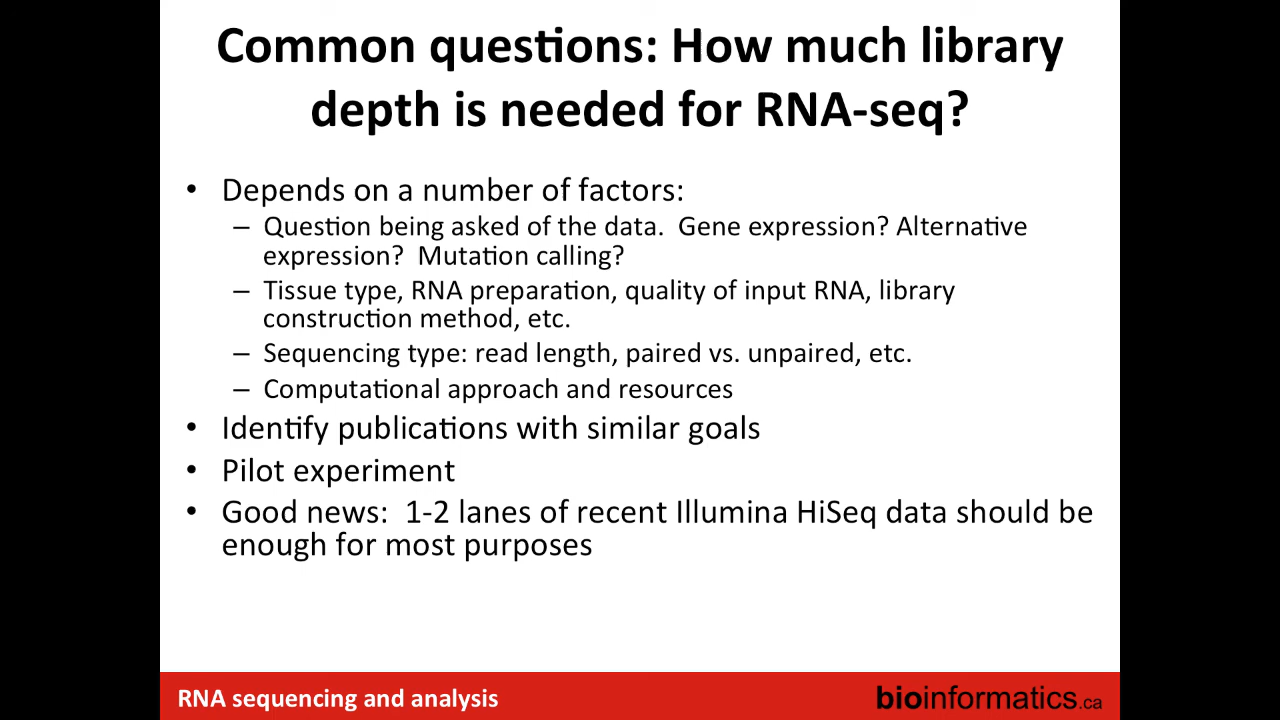 Common questions: How much library
depth is needed for RNA-seq?
• Depends on a number of factors:
– Question being asked of the data.  Gene expression? Alternative
expression?  Mutation calling?
– Tissue type, RNA preparation, quality of input RNA, library
construction method, etc.
– Sequencing type: read length, paired vs. unpaired, etc.
– Computational approach and resources
• Identify publications with similar goals
• Pilot experiment
• Good news:  1-2 lanes of recent Illumina HiSeq data should be
enough for most purposes
RNA sequencing and analysis
bioinformatics.ca